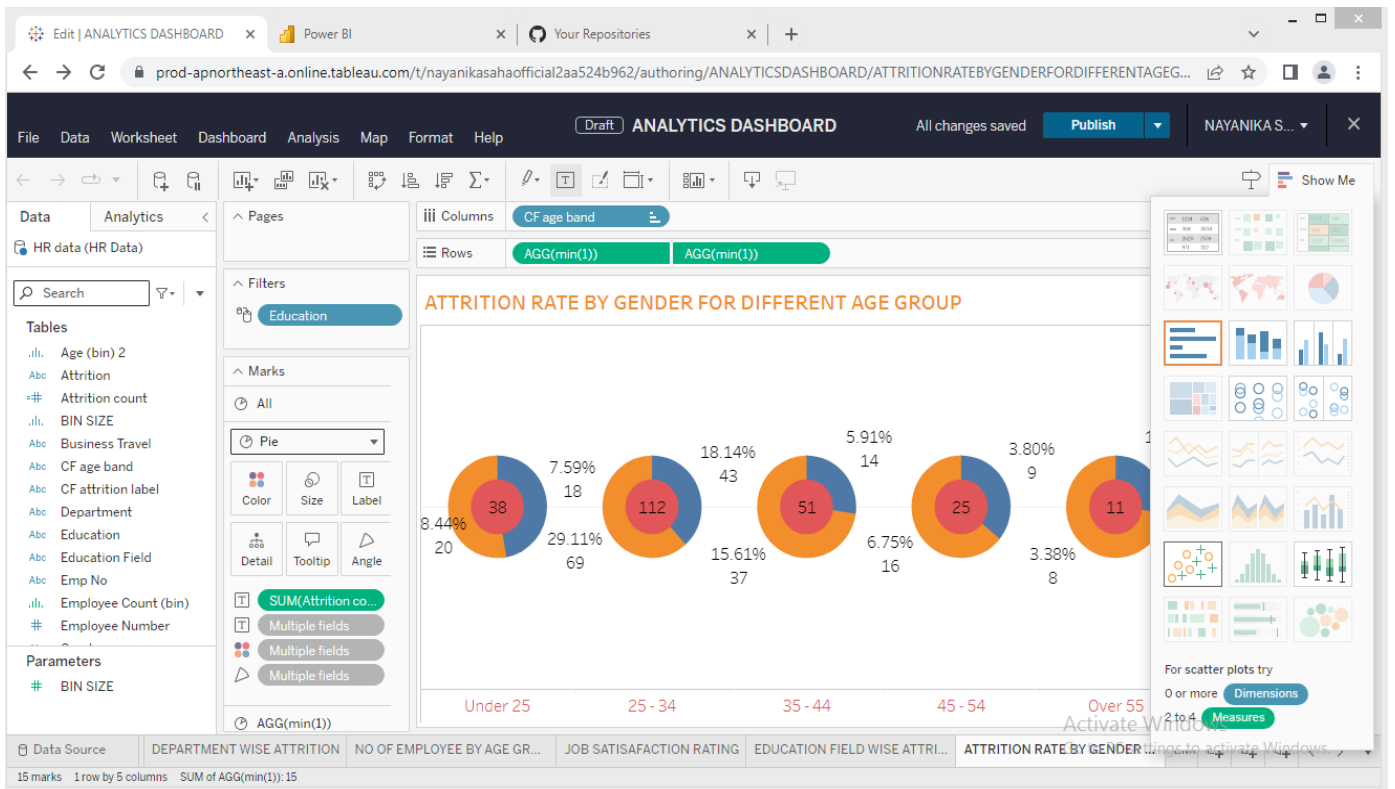 Edit | ANALYTICS DASHBOARD
Power BI
Your Repositories
prod-apnortheast-a.online.tableau.com/t/nayanikasahaofficial2aa524b962/authoring/ANALYTICSDASHBOARD/ATTRITIONRATEBYGENDERFORDIFFERENTAGEG...
File Data Worksheet Dashboard Analysis Map Format Help
Draft ANALYTICS DASHBOARD
All changes saved
Publish
NAYANIKA S...
Show Me
Data Analytics
HR data (HR Data)
Search
Tables
Age (bin) 2
Abc Attrition
Attrition count
BIN SIZE
Abc Business Travel
Abc CF age band
Abc CF attrition label
Abc Department
Abc Education
Abc Education Field
Abc Emp No
Employee Count (bin)
# Employee Number
Parameters
# BIN SIZE
Pages
Filters
Education
Marks
All
Pie
Color Size Label
Detail Tooltip Angle
SUM(Attrition co...
Multiple fields
Multiple fields
Multiple fields
AGG(min(1))
Columns CF age band
Rows AGG(min(1)) AGG(min(1))
ATTRITION RATE BY GENDER FOR DIFFERENT AGE GROUP
38
7.59%
18
8.44%
20
112
18.14%
43
29.11%
69
51
5.91%
14
15.61%
37
25
3.80%
9
6.75%
16
11
3.38%
8
Under 25 25 - 34 35 - 44 45 - 54 Over 55
For scatter plots try
0 or more Dimensions
2 to 4 Measures
Activate Windows
Data Source DEPARTMENT WISE ATTRITION NO OF EMPLOYEE BY AGE GR... JOB SATISAFACTION RATING EDUCATION FIELD WISE ATTRI... ATTRITION RATE BY GENDER ...
15 marks 1 row by 5 columns SUM of AGG(min(1)): 15